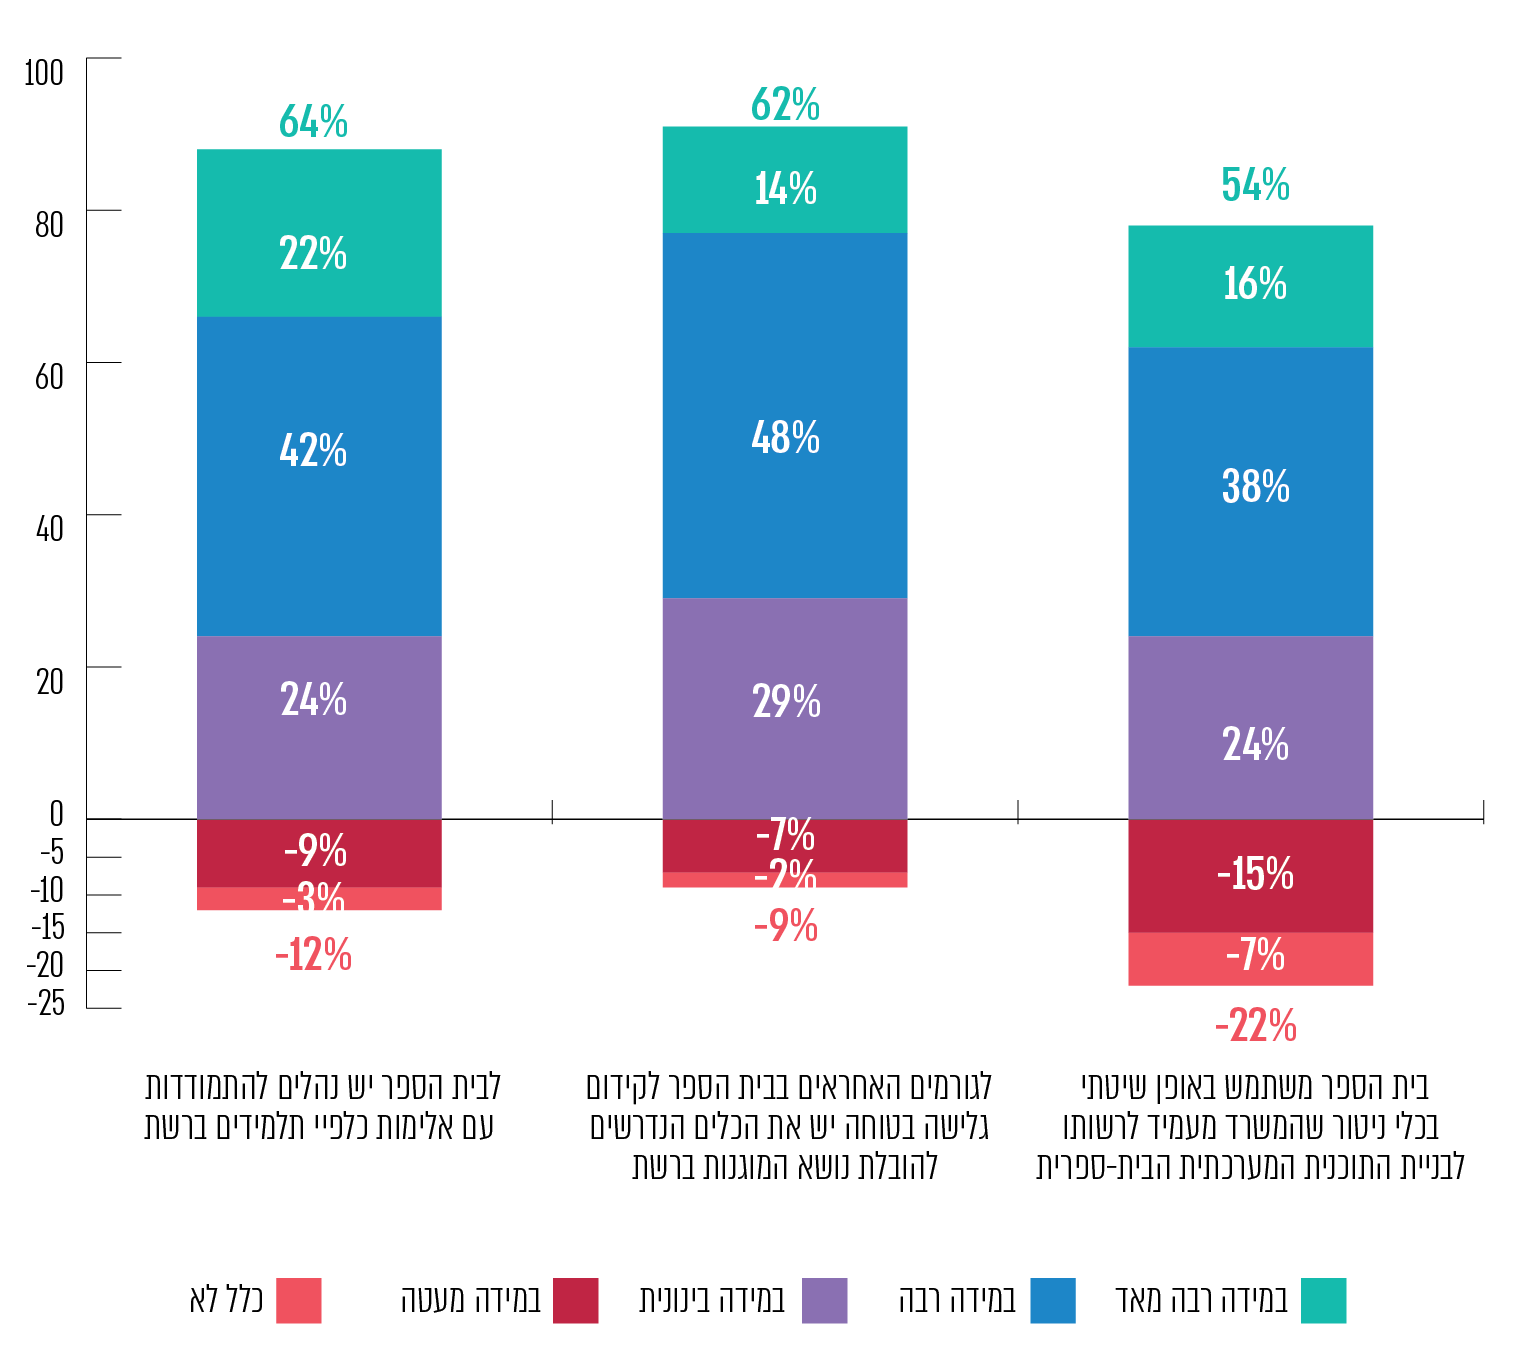 100
80
60
40
20
0
-5
-10
-15
-20
-25
64%
22%
42%
24%
-9%
-3%
-12%
62%
14%
48%
29%
-7%
-2%
-9%
54%
16%
38%
24%
-15%
-7%
-22%
לבית הספר יש נהלים להתמודדות
עם אלימות כלפיי תלמידים ברשת
לגורמים האחראים בבית הספר לקידום
גלישה בטוחה יש את הכלים הנדרשים
להובלת נושא המוגנות ברשת
בית הספר משתמש באופן שיטתי
בכלי ניטור שהמשרד מעמיד לרשותו
לבניית התוכנית המערכתית הבית-ספרית
במידה רבה מאד
במידה רבה
במידה בינונית
במידה מעטה
כלל לא